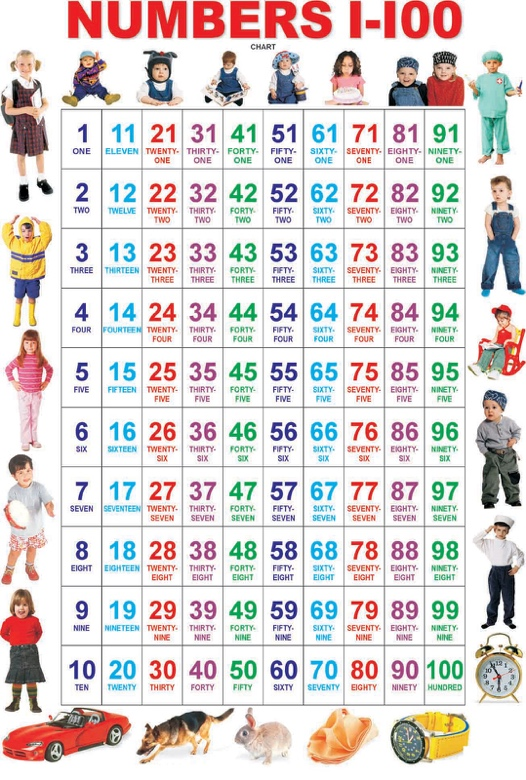 NUMBERS 1-100
CHART
1 11 21 31 41 51 61 71 81 91
ONE ELEVEN TWENTY- THIRTY- FORTY- FIFTY- SIXTY- SEVENTY- EIGHTY- NINETY-
ONE ONE ONE ONE ONE ONE ONE ONE
2 12 22 32 42 52 62 72 82 92
TWO TWELVE TWENTY- THIRTY- FORTY- FIFTY- SIXTY- SEVENTY- EIGHTY- NINETY-
TWO TWO TWO TWO TWO TWO TWO TWO
3 13 23 33 43 53 63 73 83 93
THREE THIRTEEN TWENTY- THIRTY- FORTY- FIFTY- SIXTY- SEVENTY- EIGHTY- NINETY-
THREE THREE THREE THREE THREE THREE THREE THREE
4 14 24 34 44 54 64 74 84 94
FOUR FOURTEEN TWENTY- THIRTY- FORTY- FIFTY- SIXTY- SEVENTY- EIGHTY- NINETY-
FOUR FOUR FOUR FOUR FOUR FOUR FOUR FOUR
5 15 25 35 45 55 65 75 85 95
FIVE FIFTEEN TWENTY- THIRTY- FORTY- FIFTY- SIXTY- SEVENTY- EIGHTY- NINETY-
FIVE FIVE FIVE FIVE FIVE FIVE FIVE FIVE
6 16 26 36 46 56 66 76 86 96
SIX SIXTEEN TWENTY- THIRTY- FORTY- FIFTY- SIXTY- SEVENTY- EIGHTY- NINETY-
SIX SIX SIX SIX SIX SIX SIX SIX
7 17 27 37 47 57 67 77 87 97
SEVEN SEVENTEEN TWENTY- THIRTY- FORTY- FIFTY- SIXTY- SEVENTY- EIGHTY- NINETY-
SEVEN SEVEN SEVEN SEVEN SEVEN SEVEN SEVEN SEVEN
8 18 28 38 48 58 68 78 88 98
EIGHT EIGHTEEN TWENTY- THIRTY- FORTY- FIFTY- SIXTY- SEVENTY- EIGHTY- NINETY-
EIGHT EIGHT EIGHT EIGHT EIGHT EIGHT EIGHT EIGHT
9 19 29 39 49 59 69 79 89 99
NINE NINETEEN TWENTY- THIRTY- FORTY- FIFTY- SIXTY- SEVENTY- EIGHTY- NINETY-
NINE NINE NINE NINE NINE NINE NINE NINE
10 20 30 40 50 60 70 80 90 100
TEN TWENTY THIRTY FORTY FIFTY SIXTY SEVENTY EIGHTY NINETY HUNDRED